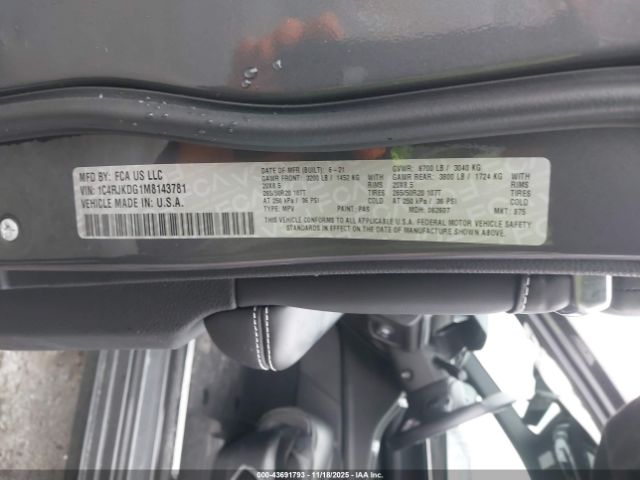 MFD BY: FCA US LLC
VIN: 1C4RJKDG1M8143781
VEHICLE MADE IN U.S.A.
DATE OF MFR (BUILT): 6-21
GAWR FRONT: 3200 LB / 1452 KG WITH
20X8.5 RIMS
265/50R20 107T TIRES
AT 250 kPa / 36 PSI COLD
TYPE: MPV PAINT: PAS
GVWR: 6700 LB / 3040 KG
GAWR REAR: 3800 LB / 1724 KG WITH
20X8.5 RIMS
265/50R20 107T TIRES
AT 250 kPa / 36 PSI COLD
MDH: 062607 MKT: 875
THIS VEHICLE CONFORMS TO ALL APPLICABLE U.S.A. FEDERAL MOTOR VEHICLE SAFETY
STANDARDS IN EFFECT ON THE DATE OF MANUFACTURE SHOWN ABOVE.
000-43691793 — 11/18/2025 — IAAI.COM